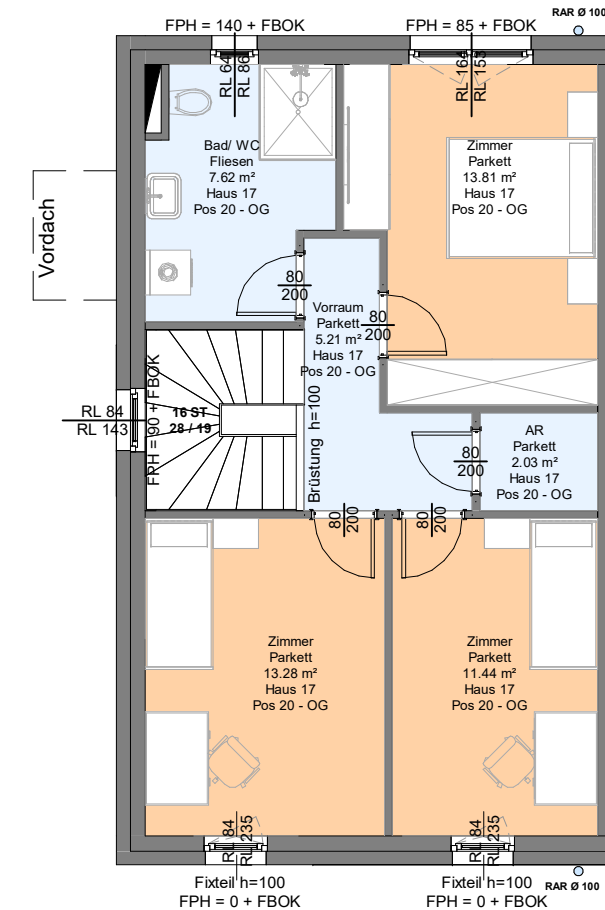 RAR Ø 100
FPH = 140 + FBOK
FPH = 85 + FBOK
RL 64
RL 86
RL 164
RL 153
Bad/ WC
Fliesen
7.62 m²
Haus 17
Pos 20 - OG
Zimmer
Parkett
13.81 m²
Haus 17
Pos 20 - OG
Vordach
80
200
Vorraum
Parkett
5.21 m²
Haus 17
Pos 20 - OG
80
200
RL 84
RL 143
FPH = 90 + FBOK
16 ST
28 / 19
Brüstung h=100
80
200
AR
Parkett
2.03 m²
Haus 17
Pos 20 - OG
80
200
80
200
Zimmer
Parkett
13.28 m²
Haus 17
Pos 20 - OG
Zimmer
Parkett
11.44 m²
Haus 17
Pos 20 - OG
RL 84
RL 235
RL 84
RL 235
Fixteil h=100
FPH = 0 + FBOK
Fixteil h=100
FPH = 0 + FBOK
RAR Ø 100